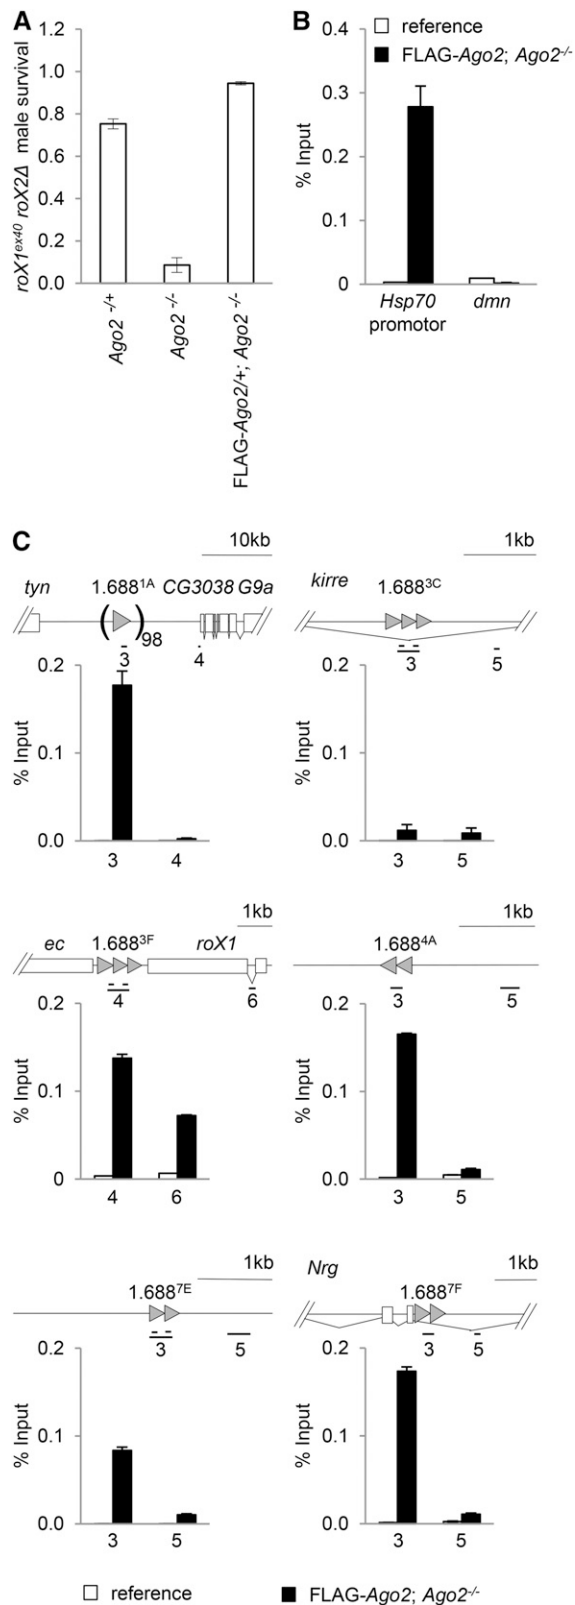 A
1.2
1.0
0.8
0.6
0.4
0.2
0.0
roX1ex40 roX2Δ male survival
Ago2 -/+
Ago2 -/-
FLAG-Ago2/+; Ago2 -/-
B
0.4
0.3
0.2
0.1
0
% Input
reference
FLAG-Ago2; Ago2-/-
Hsp70 promotor
dmn
C
10kb
tyn 1.6881A CG3038 G9a
( ) 98
3 4
0.2
0.1
0.0
% Input
3 4
1kb
kirre 1.6883C
3 5
0.2
0.1
0.0
% Input
3 5
1kb
ec 1.6883F roX1
4 6
0.2
0.1
0
% Input
4 6
1kb
1.6884A
3 5
0.2
0.1
0
% Input
3 5
1kb
1.6887E
3 5
0.2
0.1
0.0
% Input
3 5
1kb
Nrg 1.6887F
3 5
0.2
0.1
0.0
% Input
3 5
reference FLAG-Ago2; Ago2-/-